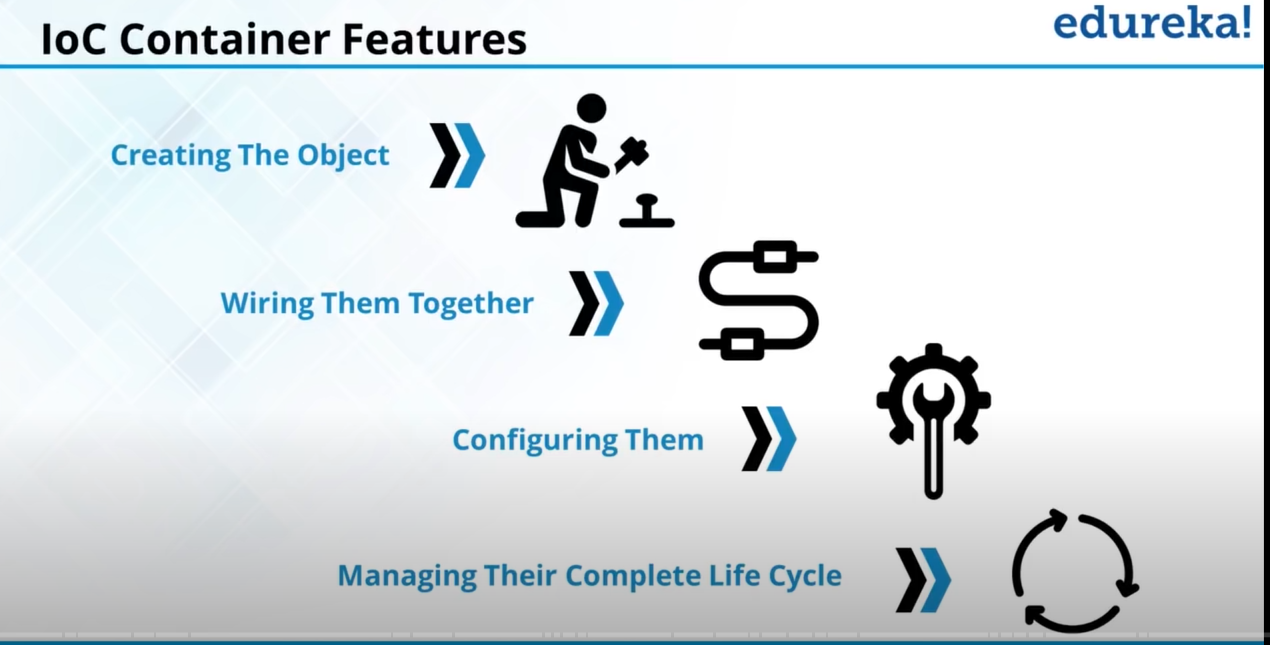 IoC Container Features
edureka!
Creating The Object
Wiring Them Together
Configuring Them
Managing Their Complete Life Cycle